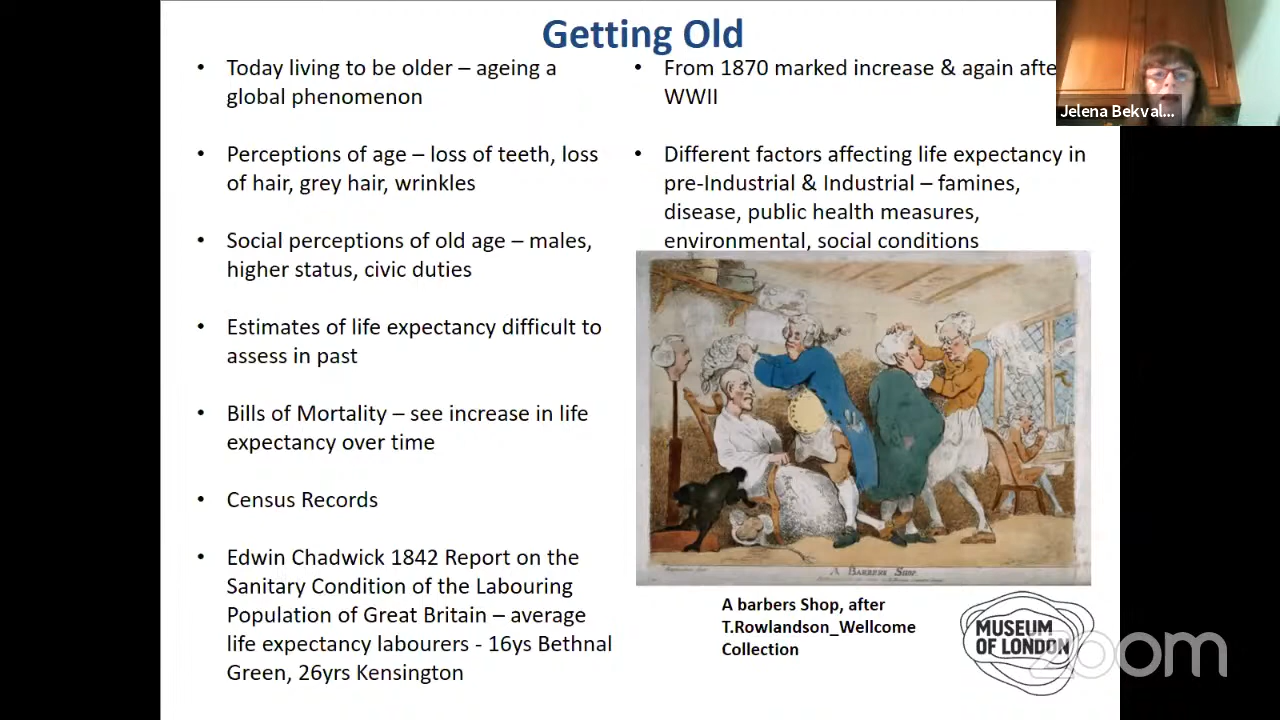 Getting Old
• Today living to be older – ageing a
global phenomenon
• Perceptions of age – loss of teeth, loss
of hair, grey hair, wrinkles
• Social perceptions of old age – males,
higher status, civic duties
• Estimates of life expectancy difficult to
assess in past
• Bills of Mortality – see increase in life
expectancy over time
• Census Records
• Edwin Chadwick 1842 Report on the
Sanitary Condition of the Labouring
Population of Great Britain – average
life expectancy labourers - 16ys Bethnal
Green, 26yrs Kensington
• From 1870 marked increase & again afte
WWII
• Different factors affecting life expectancy in
pre-Industrial & Industrial – famines,
disease, public health measures,
environmental, social conditions
A BARBERS SHOP.
A barbers Shop, after
T.Rowlandson_Wellcome
Collection
MUSEUM
OF LONDON
zoom
Jelena Bekval...